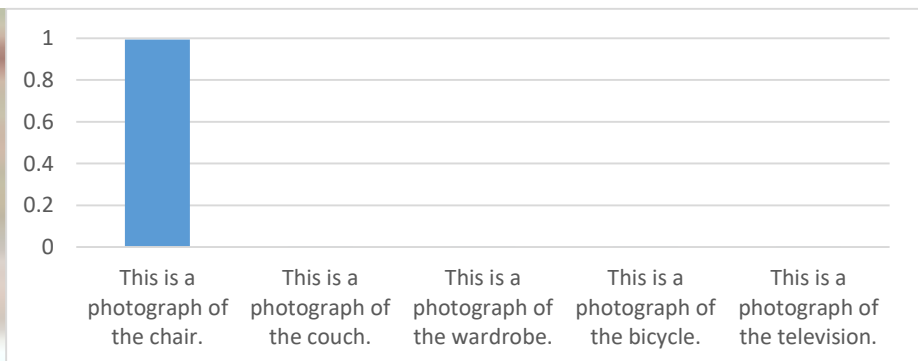 1
0.8
0.6
0.4
0.2
0
This is a photograph of the chair.
This is a photograph of the couch.
This is a photograph of the wardrobe.
This is a photograph of the bicycle.
This is a photograph of the television.